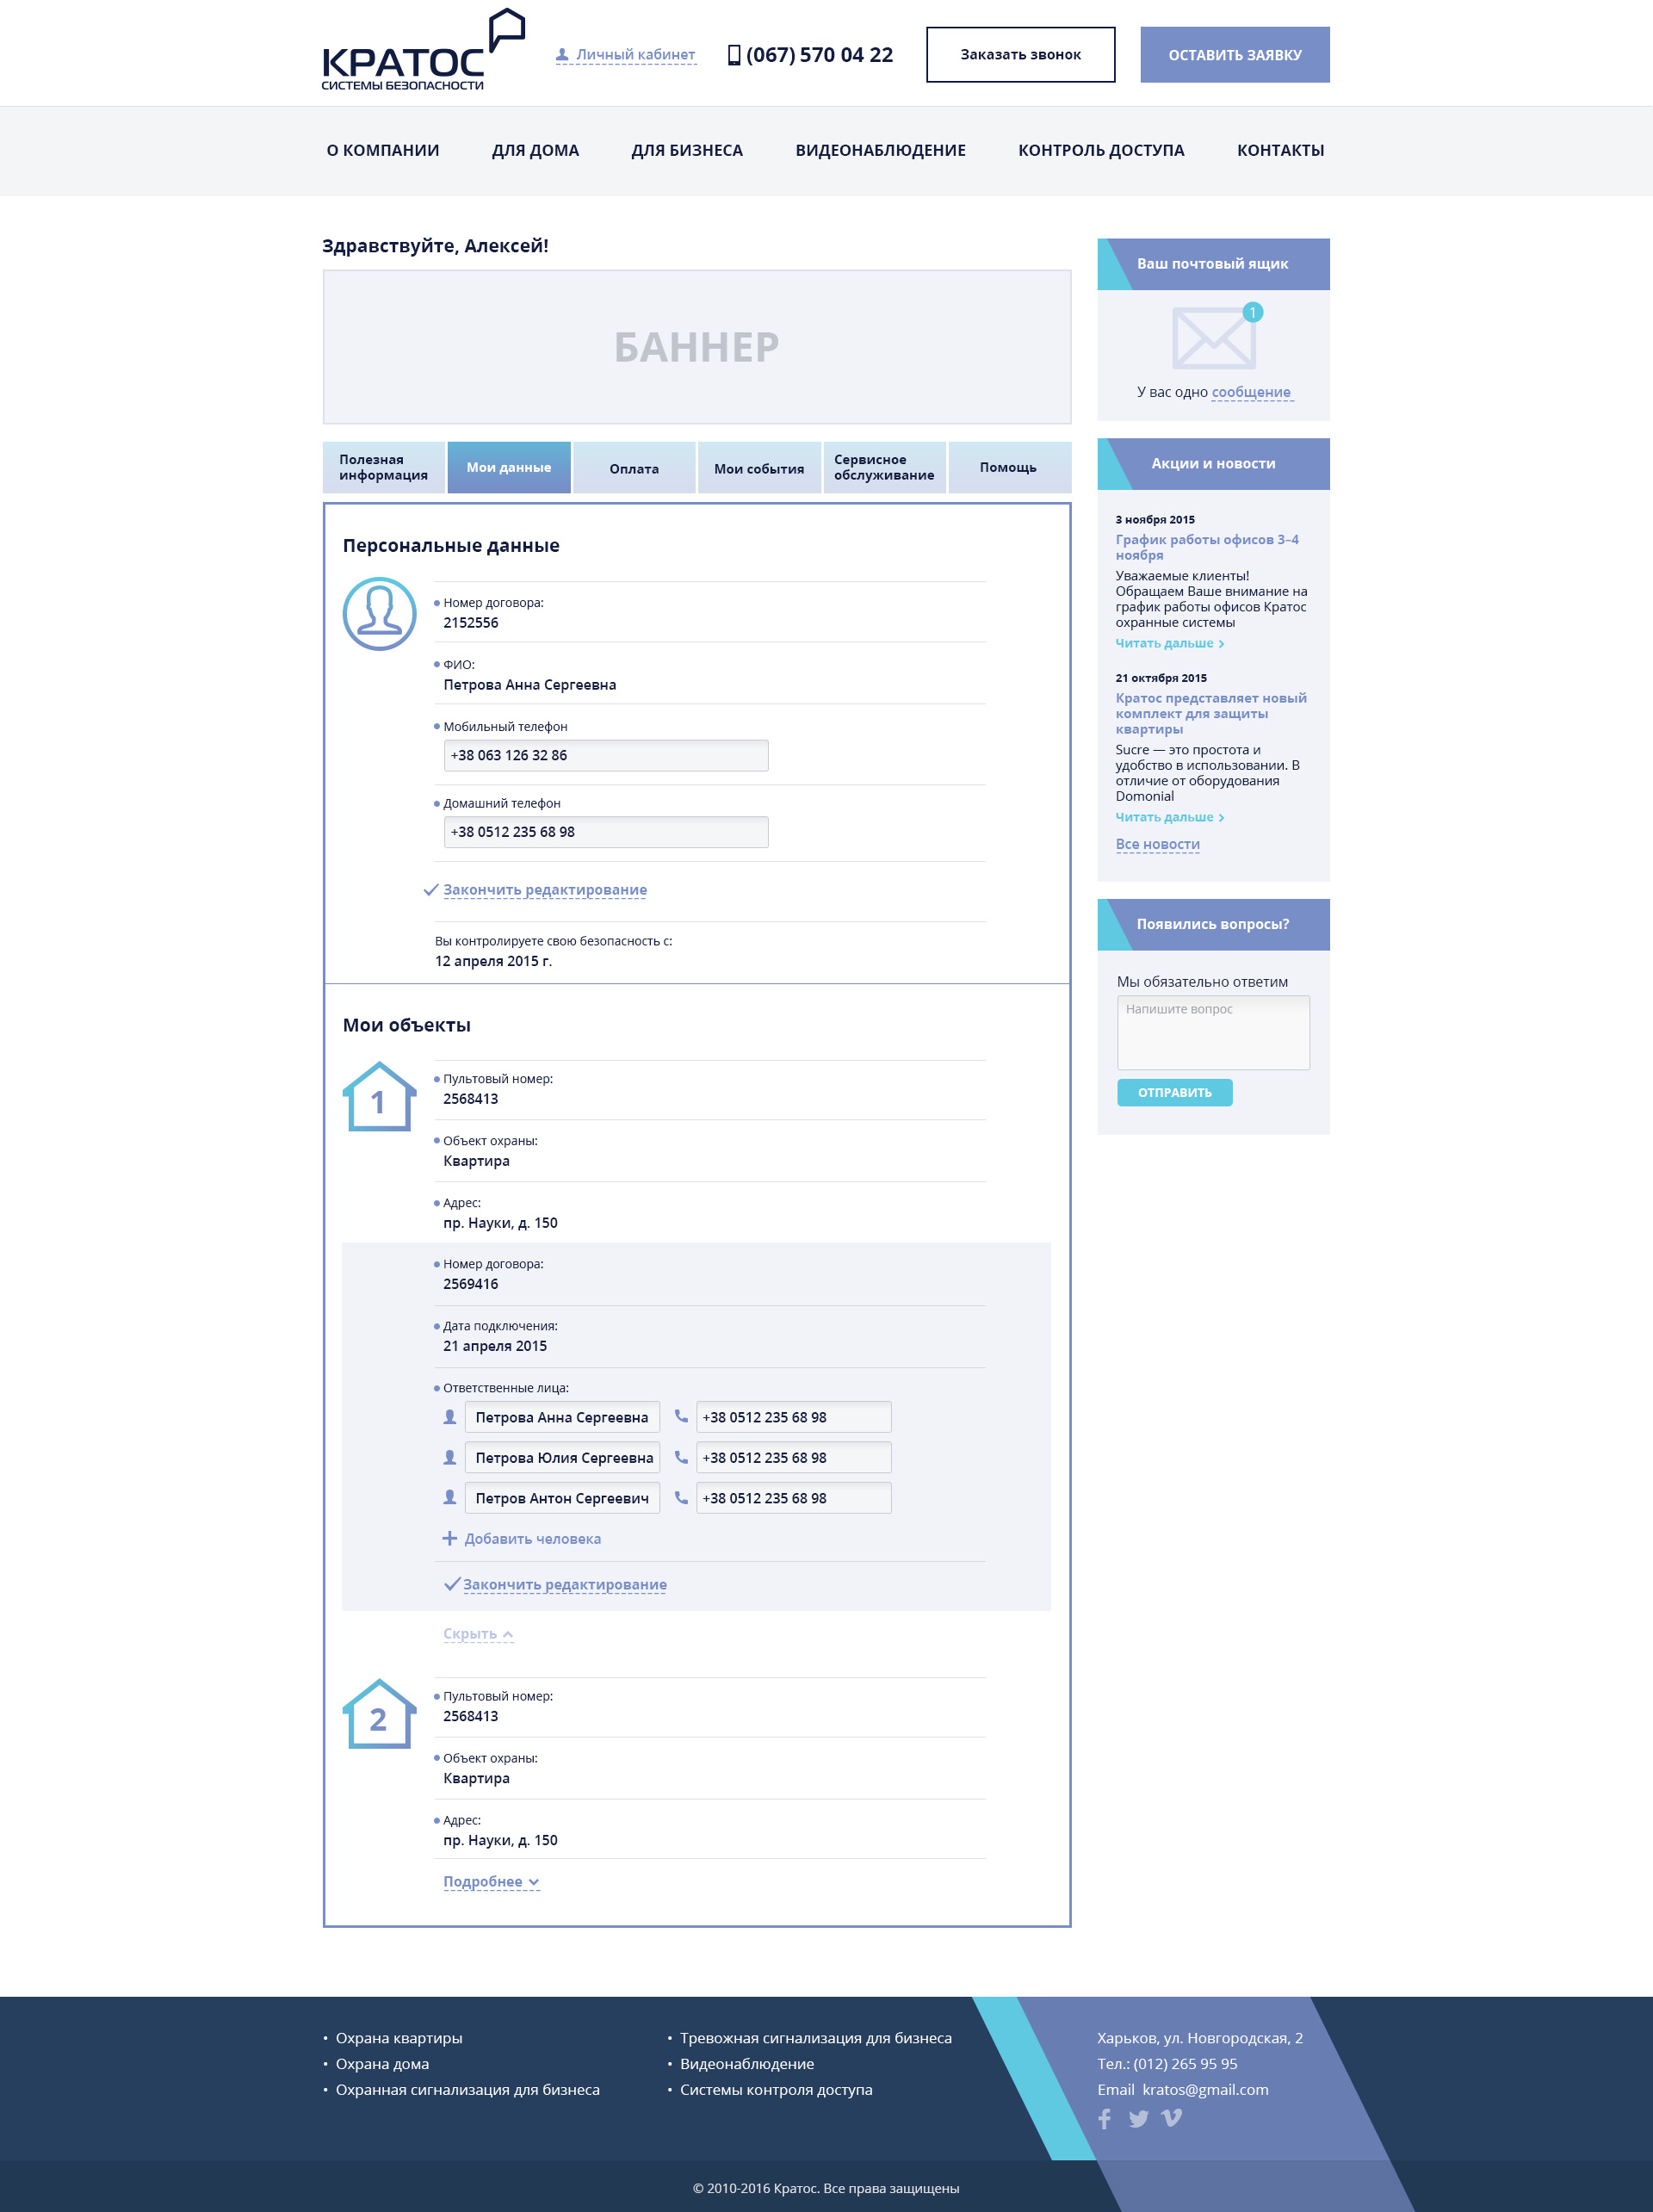 КРАТОС
СИСТЕМЫ БЕЗОПАСНОСТИ
Личный кабинет
(067) 570 04 22
Заказать звонок
ОСТАВИТЬ ЗАЯВКУ
О КОМПАНИИ
ДЛЯ ДОМА
ДЛЯ БИЗНЕСА
ВИДЕОНАБЛЮДЕНИЕ
КОНТРОЛЬ ДОСТУПА
КОНТАКТЫ
Здравствуйте, Алексей!
БАННЕР
Полезная
информация
Мои данные
Оплата
Мои события
Сервисное
обслуживание
Помощь
Персональные данные
Номер договора:
2152556
ФИО:
Петрова Анна Сергеевна
Мобильный телефон
+38 063 126 32 86
Домашний телефон
+38 0512 235 68 98
Закончить редактирование
Вы контролируете свою безопасность с:
12 апреля 2015 г.
Мои объекты
1
Пультовый номер:
2568413
Объект охраны:
Квартира
Адрес:
пр. Науки, д. 150
Номер договора:
2569416
Дата подключения:
21 апреля 2015
Ответственные лица:
Петрова Анна Сергеевна +38 0512 235 68 98
Петрова Юлия Сергеевна +38 0512 235 68 98
Петров Антон Сергеевич +38 0512 235 68 98
Добавить человека
Закончить редактирование
Скрыть
2
Пультовый номер:
2568413
Объект охраны:
Квартира
Адрес:
пр. Науки, д. 150
Подробнее
Ваш почтовый ящик
1
У вас одно сообщение
Акции и новости
3 ноября 2015
График работы офисов 3–4
ноября
Уважаемые клиенты!
Обращаем Ваше внимание на
график работы офисов Кратос
охранные системы
Читать дальше
21 октября 2015
Кратос представляет новый
комплект для защиты
квартиры
Sucre — это простота и
удобство в использовании. В
отличие от оборудования
Domonial
Читать дальше
Все новости
Появились вопросы?
Мы обязательно ответим
Напишите вопрос
ОТПРАВИТЬ
• Охрана квартиры
• Охрана дома
• Охранная сигнализация для бизнеса
• Тревожная сигнализация для бизнеса
• Видеонаблюдение
• Системы контроля доступа
Харьков, ул. Новгородская, 2
Тел.: (012) 265 95 95
Email kratos@gmail.com
© 2010-2016 Кратос. Все права защищены